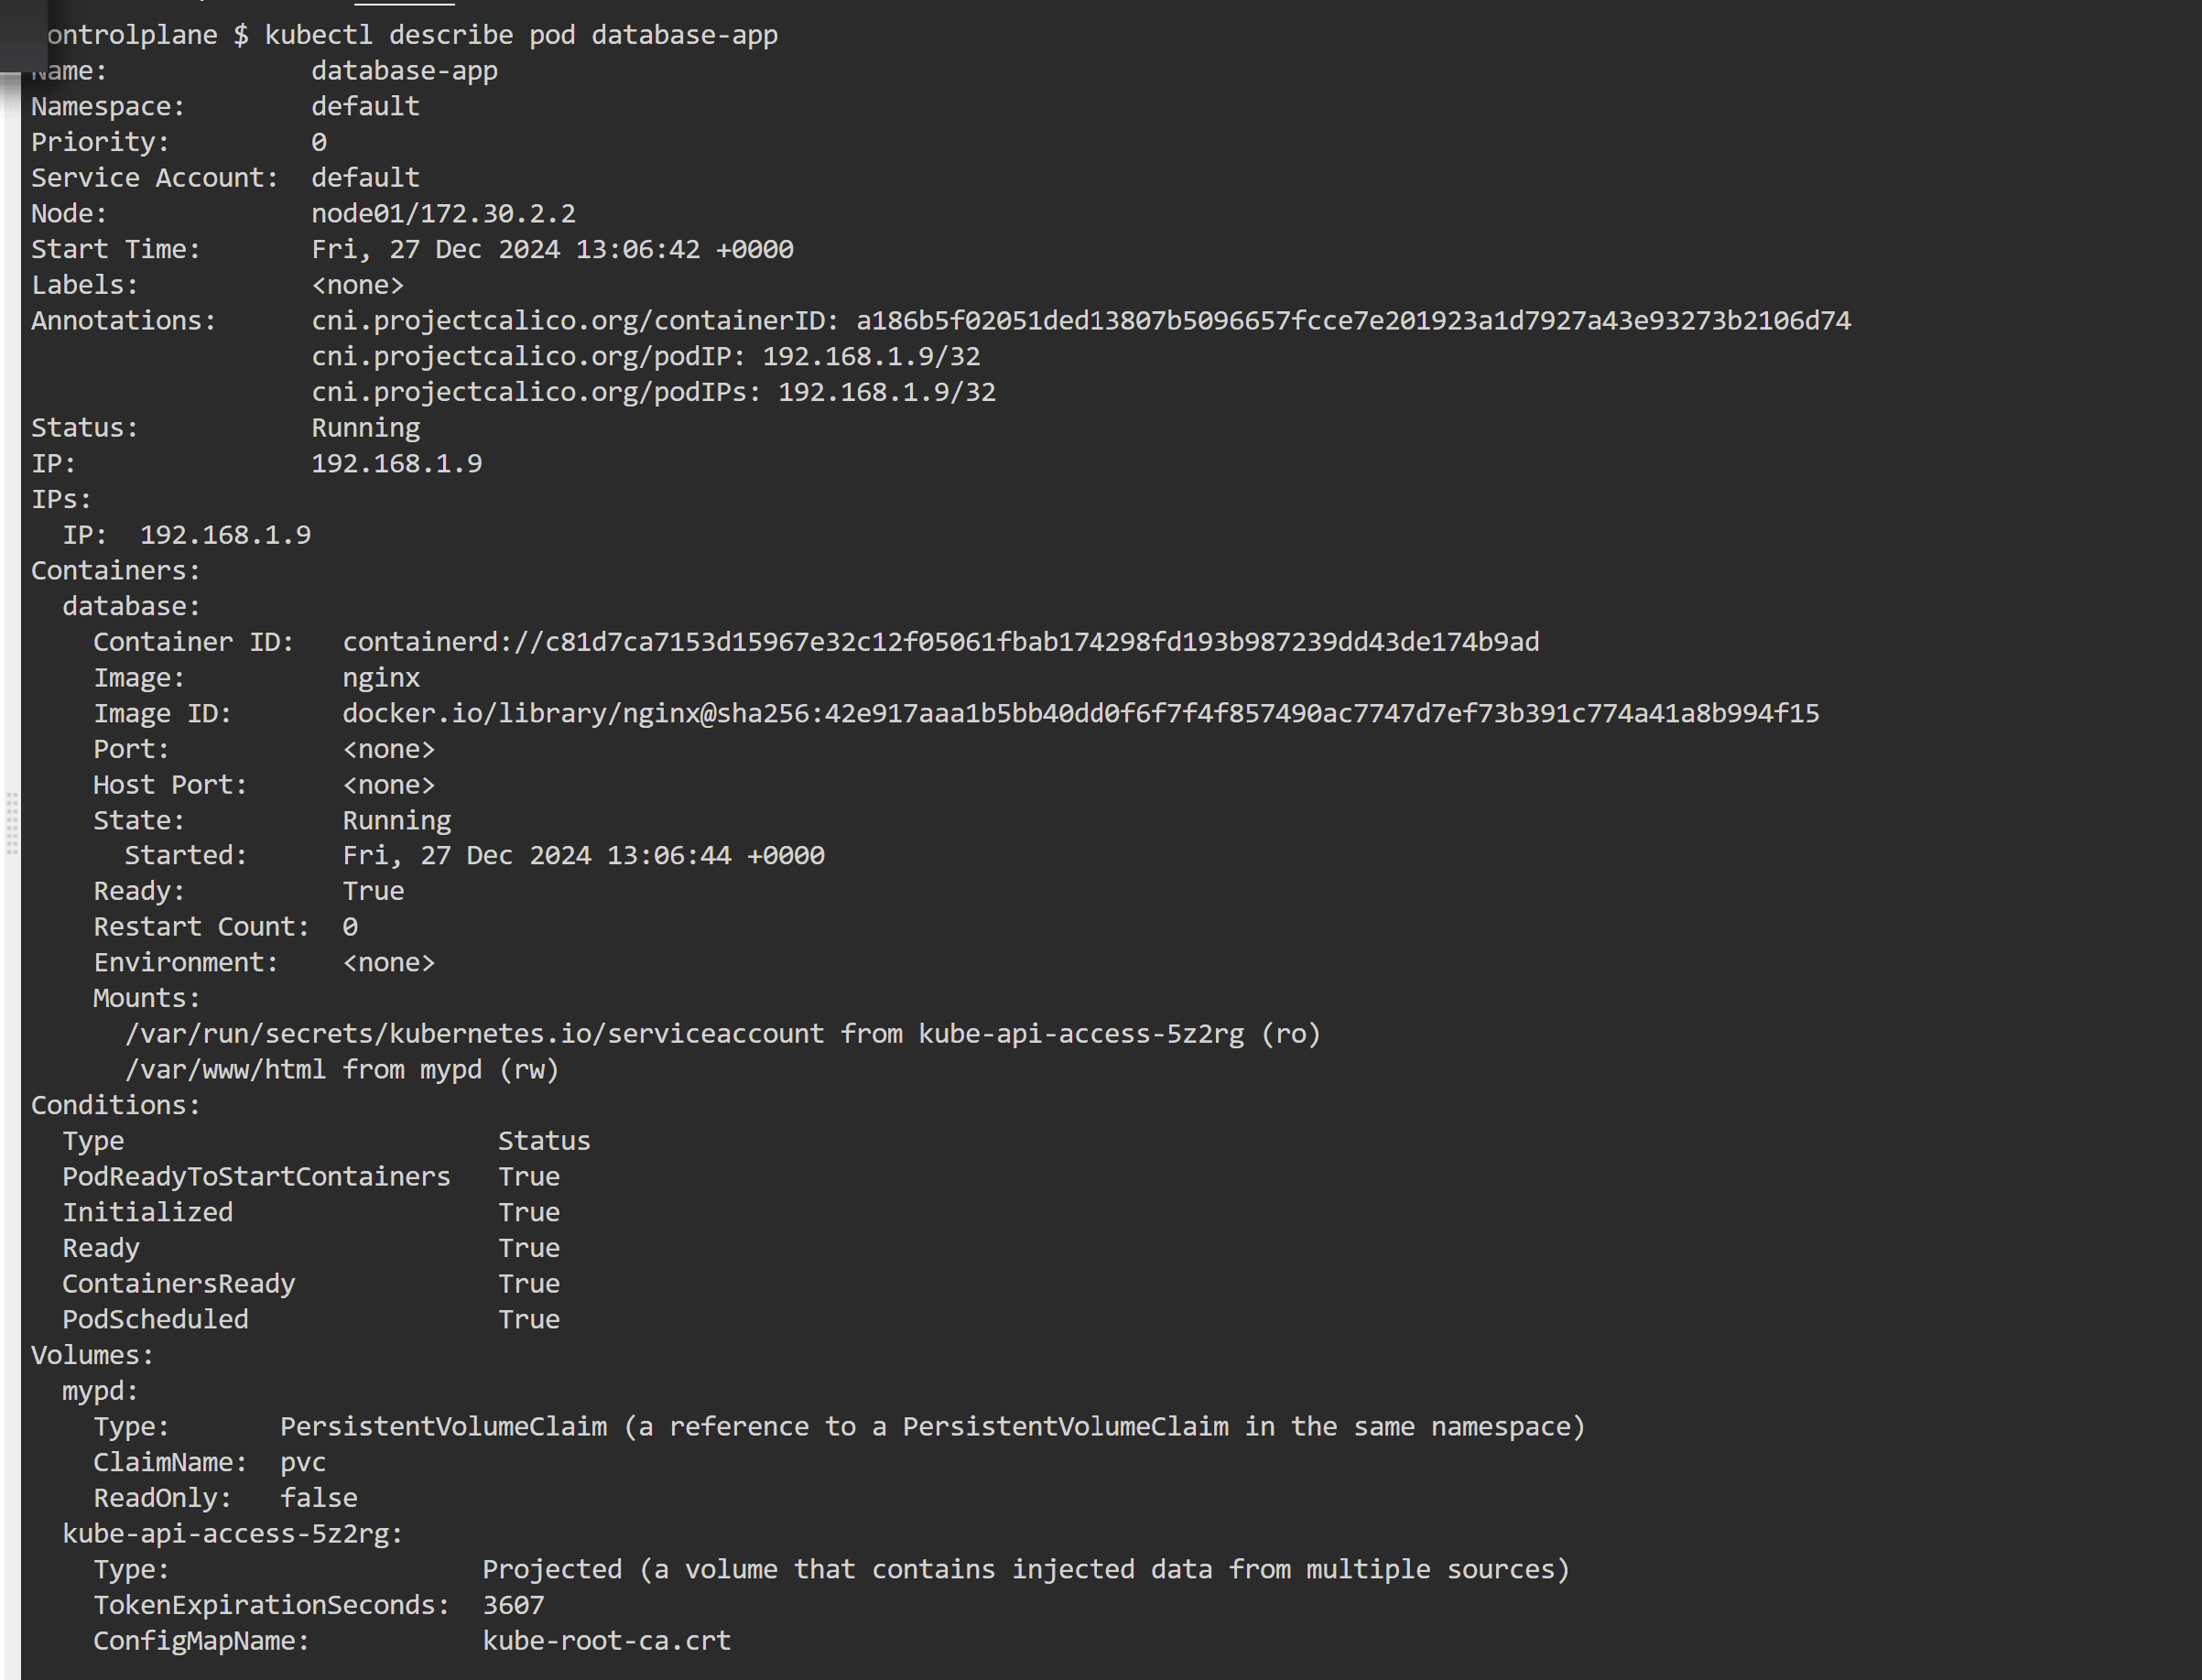 ontrolplane $ kubectl describe pod database-app
Name:             database-app
Namespace:        default
Priority:         0
Service Account:  default
Node:             node01/172.30.2.2
Start Time:       Fri, 27 Dec 2024 13:06:42 +0000
Labels:           <none>
Annotations:      cni.projectcalico.org/containerID: a186b5f02051ded13807b5096657fcce7e201923a1d7927a43e93273b2106d74
                  cni.projectcalico.org/podIP: 192.168.1.9/32
                  cni.projectcalico.org/podIPs: 192.168.1.9/32
Status:           Running
IP:               192.168.1.9
IPs:
  IP:  192.168.1.9
Containers:
  database:
    Container ID:   containerd://c81d7ca7153d15967e32c12f05061fbab174298fd193b987239dd43de174b9ad
    Image:          nginx
    Image ID:       docker.io/library/nginx@sha256:42e917aaa1b5bb40dd0f6f7f4f857490ac7747d7ef73b391c774a41a8b994f15
    Port:           <none>
    Host Port:      <none>
    State:          Running
      Started:      Fri, 27 Dec 2024 13:06:44 +0000
    Ready:          True
    Restart Count:  0
    Environment:    <none>
    Mounts:
      /var/run/secrets/kubernetes.io/serviceaccount from kube-api-access-5z2rg (ro)
      /var/www/html from mypd (rw)
Conditions:
  Type                        Status
  PodReadyToStartContainers   True
  Initialized                 True
  Ready                       True
  ContainersReady             True
  PodScheduled                True
Volumes:
  mypd:
    Type:       PersistentVolumeClaim (a reference to a PersistentVolumeClaim in the same namespace)
    ClaimName:  pvc
    ReadOnly:   false
  kube-api-access-5z2rg:
    Type:                    Projected (a volume that contains injected data from multiple sources)
    TokenExpirationSeconds:  3607
    ConfigMapName:           kube-root-ca.crt